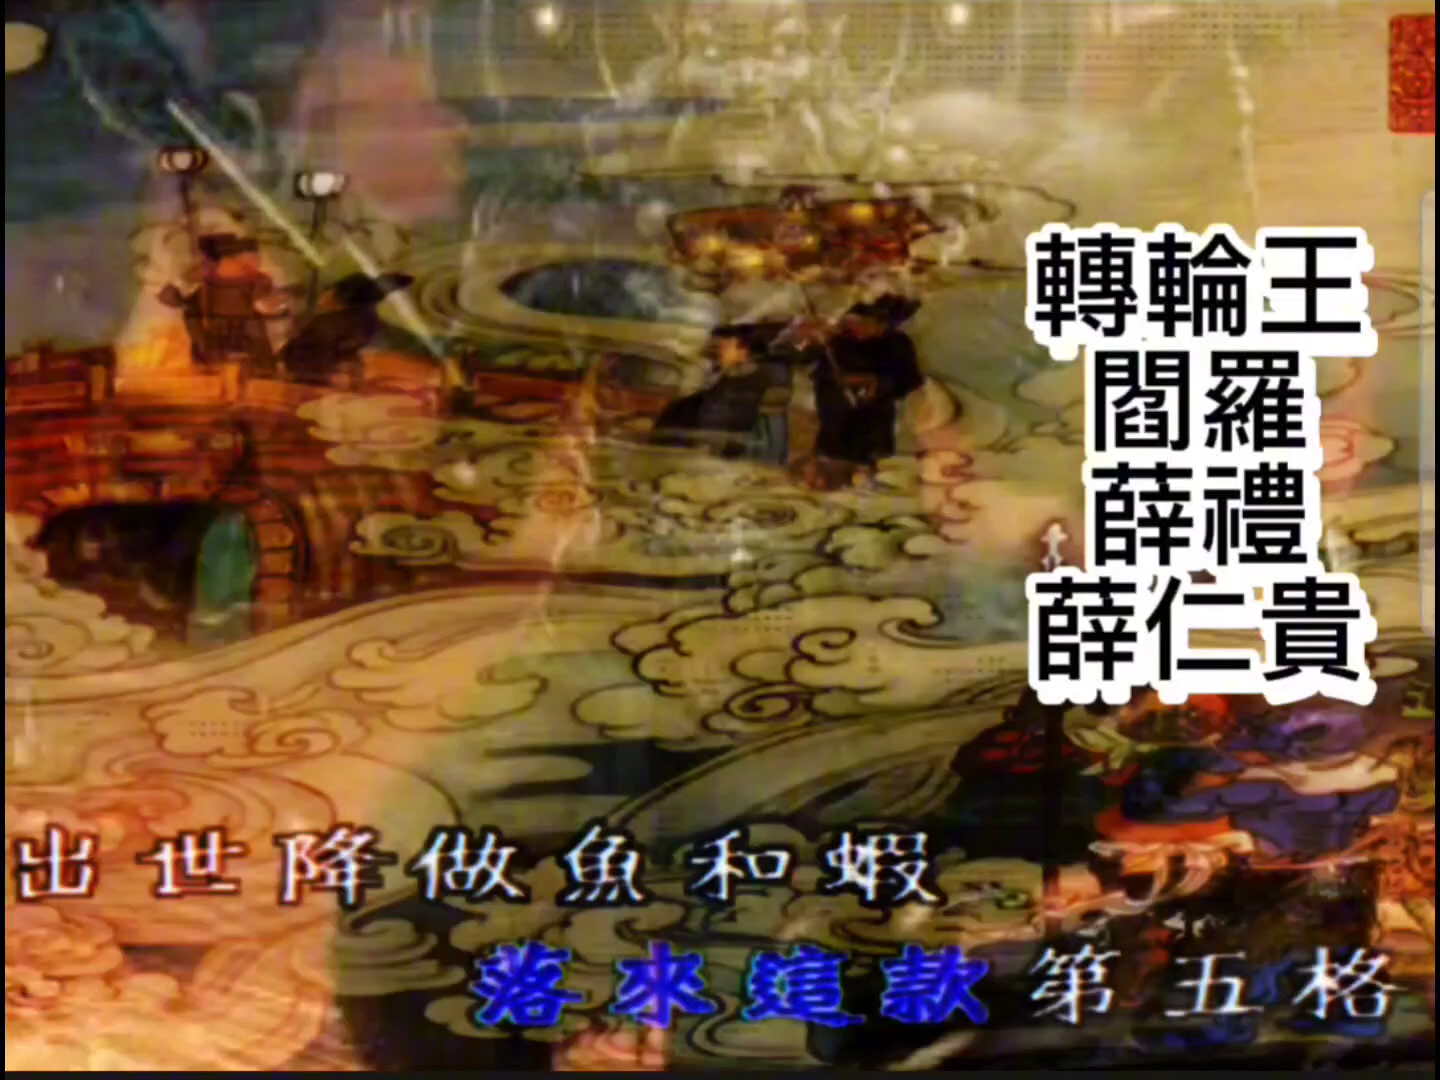 轉輪王
閻羅
薛禮
薛仁貴
出世降做魚和蝦
落來這款第五格